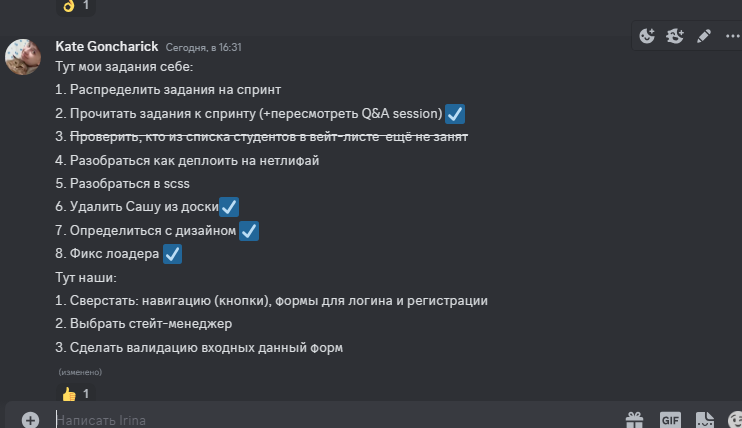 1
Kate Goncharick Сегодня, в 16:31
Тут мои задания себе:
1. Распределить задания на спринт
2. Прочитать задания к спринту (+пересмотреть Q&A session)
3. Проверить, кто из списка студентов в вейт-листе ещё не занят
4. Разобраться как деплоить на нетлифай
5. Разобраться в scss
6. Удалить Сашу из доски
7. Определиться с дизайном
8. Фикс лоадера
Тут наши:
1. Сверстать: навигацию (кнопки), формы для логина и регистрации
2. Выбрать стейт-менеджер
3. Сделать валидацию входных данный форм
(изменено)
1
Написать Irina
GIF